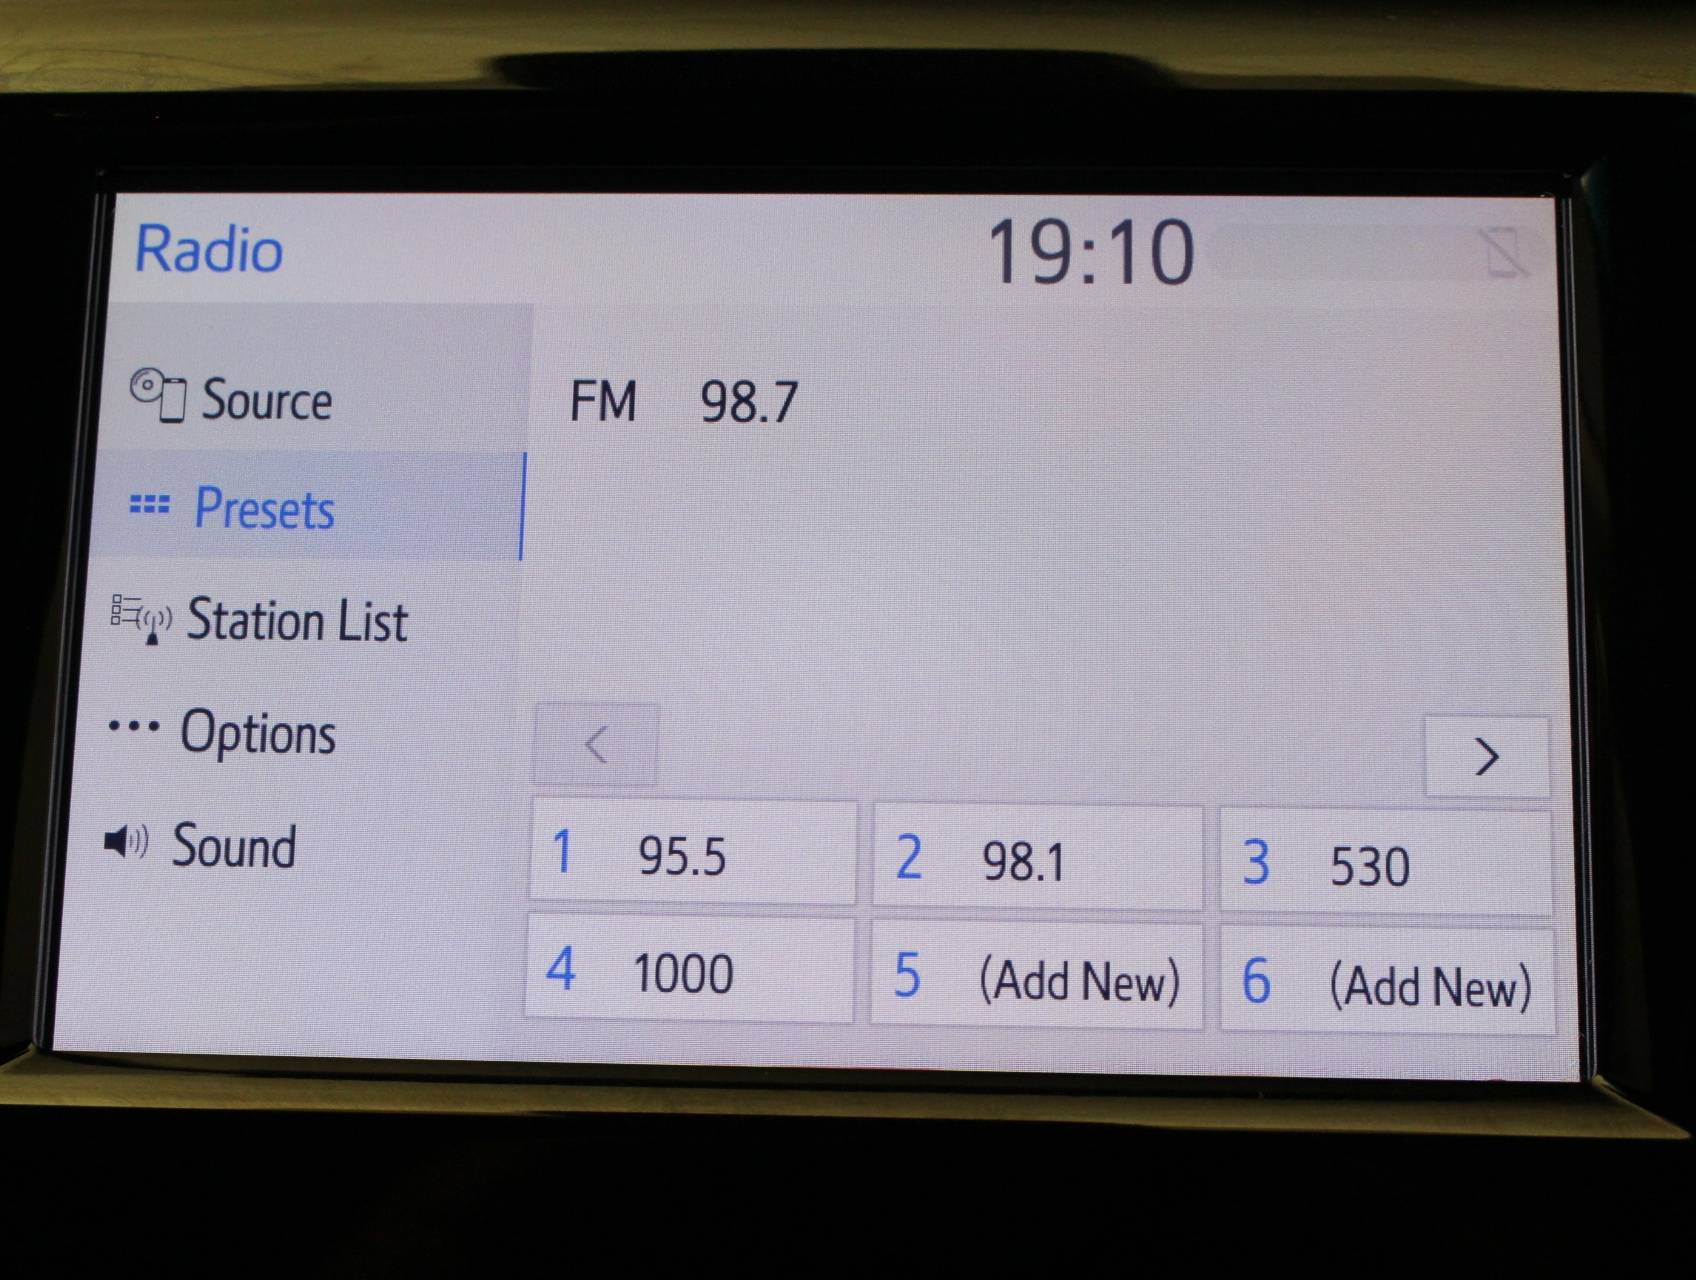 Radio
19:10
Source
FM 98.7
Presets
Station List
Options
Sound
1 95.5
2 98.1
3 530
4 1000
5 (Add New)
6 (Add New)